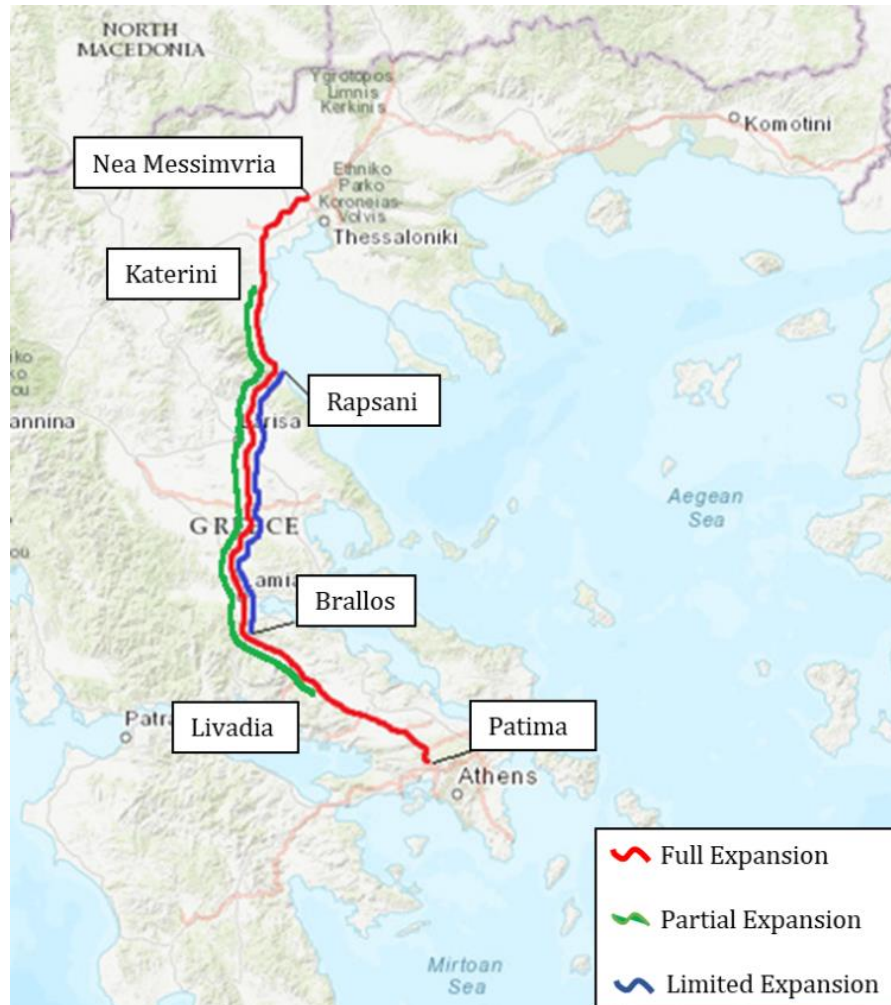 NORTH
MACEDONIA
Ygrotopos
Limnis
Kerkinis
Komotini
Nea Messimvria
Ethniko
Parko
Koroneias-
Volvis
Thessaloniki
Katerini
Rapsani
annina
Larisa
Aegean
Sea
GREECE
amia
Brallos
Livadia
Patra
Patima
Athens
Full Expansion
Partial Expansion
Limited Expansion
Mirtoan
Sea